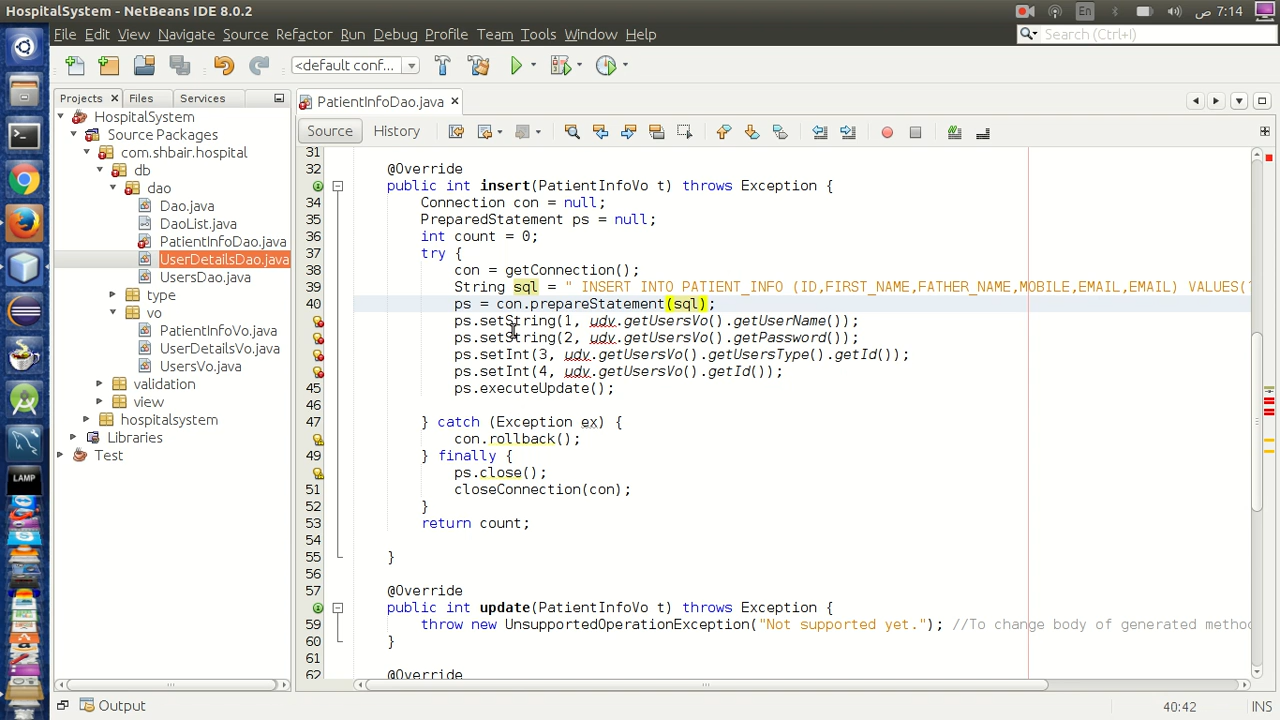 HospitalSystem - NetBeans IDE 8.0.2
En
7:14 ص
File Edit View Navigate Source Refactor Run Debug Profile Team Tools Window Help
Search (Ctrl+I)
<default conf...
Projects Files Services
PatientInfoDao.java
Source History
HospitalSystem
Source Packages
com.shbair.hospital
db
dao
Dao.java
DaoList.java
PatientInfoDao.java
UserDetailsDao.java
UsersDao.java
type
vo
PatientInfoVo.java
UserDetailsVo.java
UsersVo.java
validation
view
hospitalsystem
Libraries
Test
LAMP
31
32 @Override
public int insert(PatientInfoVo t) throws Exception {
34 Connection con = null;
35 PreparedStatement ps = null;
36 int count = 0;
37 try {
38 con = getConnection();
39 String sql = " INSERT INTO PATIENT_INFO (ID,FIRST_NAME,FATHER_NAME,MOBILE,EMAIL,EMAIL) VALUES(?
40 ps = con.prepareStatement(sql);
ps.setString(1, udv.getUsersVo().getUserName());
ps.setString(2, udv.getUsersVo().getPassword());
ps.setInt(3, udv.getUsersVo().getUsersType().getId());
ps.setInt(4, udv.getUsersVo().getId());
45 ps.executeUpdate();
46
47 } catch (Exception ex) {
con.rollback();
49 } finally {
ps.close();
51 closeConnection(con);
52 }
53 return count;
54
55 }
56
57 @Override
public int update(PatientInfoVo t) throws Exception {
59 throw new UnsupportedOperationException("Not supported yet."); //To change body of generated metho
60 }
61
62 @Override
Output
40:42 INS